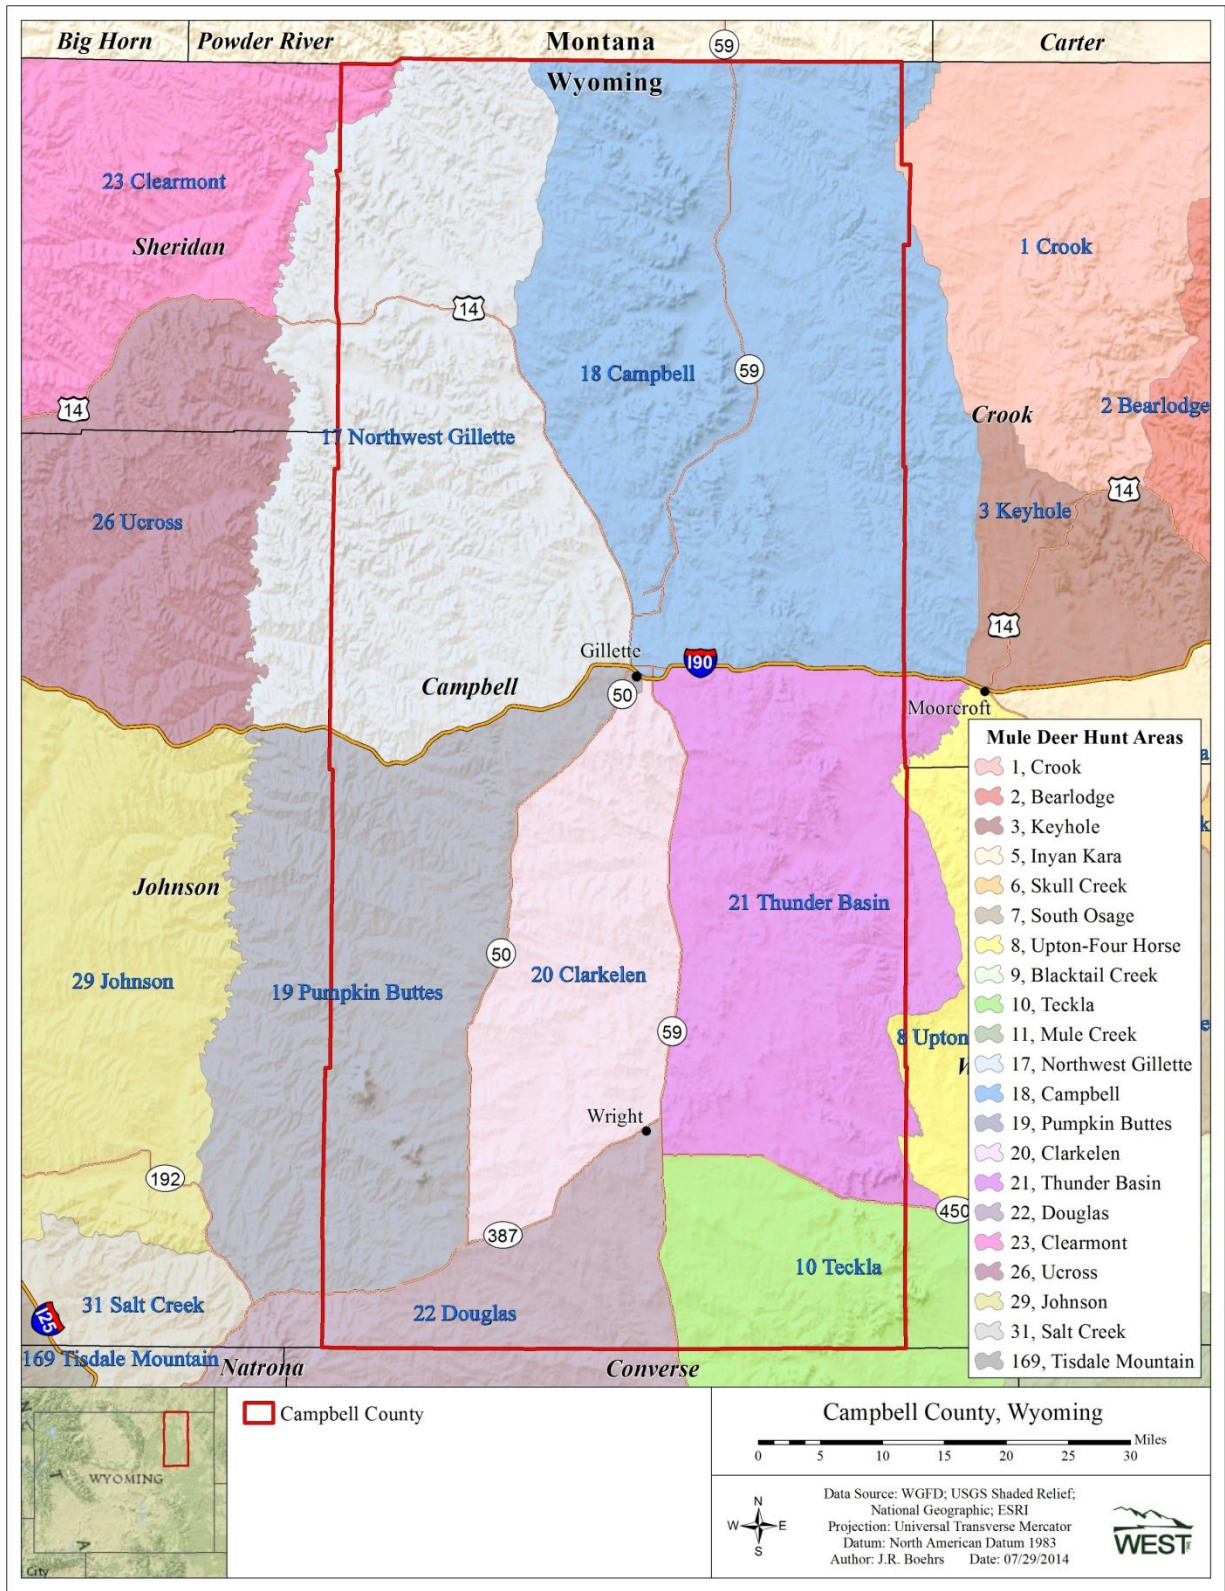 Big Horn
Powder River
Montana
59
Carter
Wyoming
23 Clearmont
Sheridan
1 Crook
14
18 Campbell
59
14
2 Bearlodge
Crook
17 Northwest Gillette
14
26 Ucross
3 Keyhole
14
Gillette
I90
Campbell
50
Moorcroft
Johnson
21 Thunder Basin
50
20 Clarkelen
29 Johnson
19 Pumpkin Buttes
59
8 Upton
Wright
192
450
387
10 Teckla
31 Salt Creek
22 Douglas
I25
169 Tisdale Mountain
Natrona
Converse
Mule Deer Hunt Areas
1, Crook
2, Bearlodge
3, Keyhole
5, Inyan Kara
6, Skull Creek
7, South Osage
8, Upton-Four Horse
9, Blacktail Creek
10, Teckla
11, Mule Creek
17, Northwest Gillette
18, Campbell
19, Pumpkin Buttes
20, Clarkelen
21, Thunder Basin
22, Douglas
23, Clearmont
26, Ucross
29, Johnson
31, Salt Creek
169, Tisdale Mountain
WYOMING
City
Campbell County
Campbell County, Wyoming
Miles
0 5 10 15 20 25 30
N
W E
S
Data Source: WGFD; USGS Shaded Relief;
National Geographic; ESRI
Projection: Universal Transverse Mercator
Datum: North American Datum 1983
Author: J.R. Boehrs Date: 07/29/2014
WEST